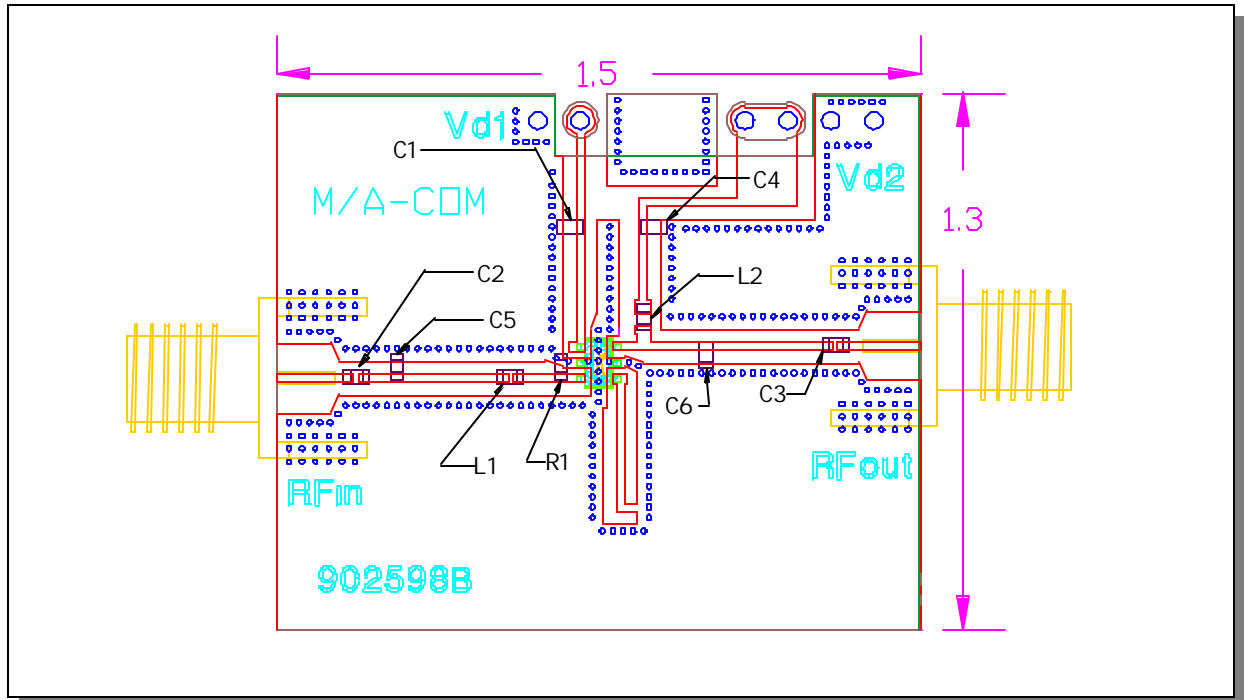 1.5
Vd1
C1
C4
Vd2
M/A-COM
1.3
C2
L2
C5
C6
C3
L1
R1
RFout
RFin
902598B